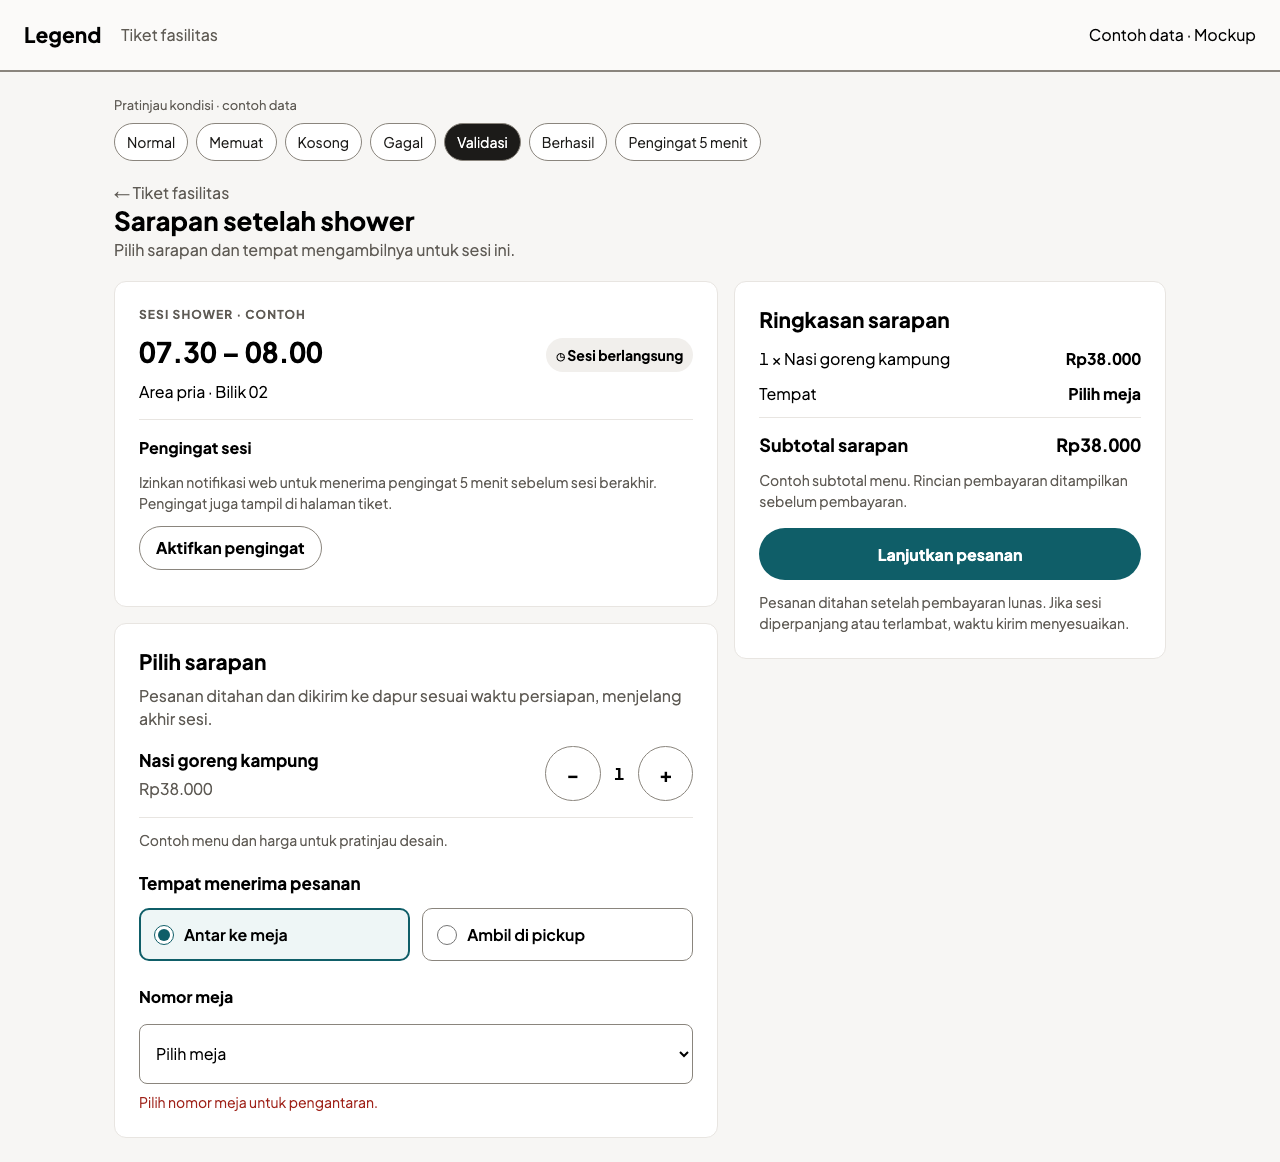 Legend
Tiket fasilitas
Contoh data · Mockup
Pratinjau kondisi · contoh data
Normal
Memuat
Kosong
Gagal
Validasi
Berhasil
Pengingat 5 menit
← Tiket fasilitas
Sarapan setelah shower
Pilih sarapan dan tempat mengambilnya untuk sesi ini.
SESI SHOWER · CONTOH
07.30 – 08.00
Sesi berlangsung
Area pria · Bilik 02
Pengingat sesi
Izinkan notifikasi web untuk menerima pengingat 5 menit sebelum sesi berakhir.
Pengingat juga tampil di halaman tiket.
Aktifkan pengingat
Pilih sarapan
Pesanan ditahan dan dikirim ke dapur sesuai waktu persiapan, menjelang
akhir sesi.
Nasi goreng kampung
Rp38.000
– 1 +
Contoh menu dan harga untuk pratinjau desain.
Tempat menerima pesanan
Antar ke meja
Ambil di pickup
Nomor meja
Pilih meja
Pilih nomor meja untuk pengantaran.
Ringkasan sarapan
1 × Nasi goreng kampung Rp38.000
Tempat Pilih meja
Subtotal sarapan Rp38.000
Contoh subtotal menu. Rincian pembayaran ditampilkan
sebelum pembayaran.
Lanjutkan pesanan
Pesanan ditahan setelah pembayaran lunas. Jika sesi
diperpanjang atau terlambat, waktu kirim menyesuaikan.